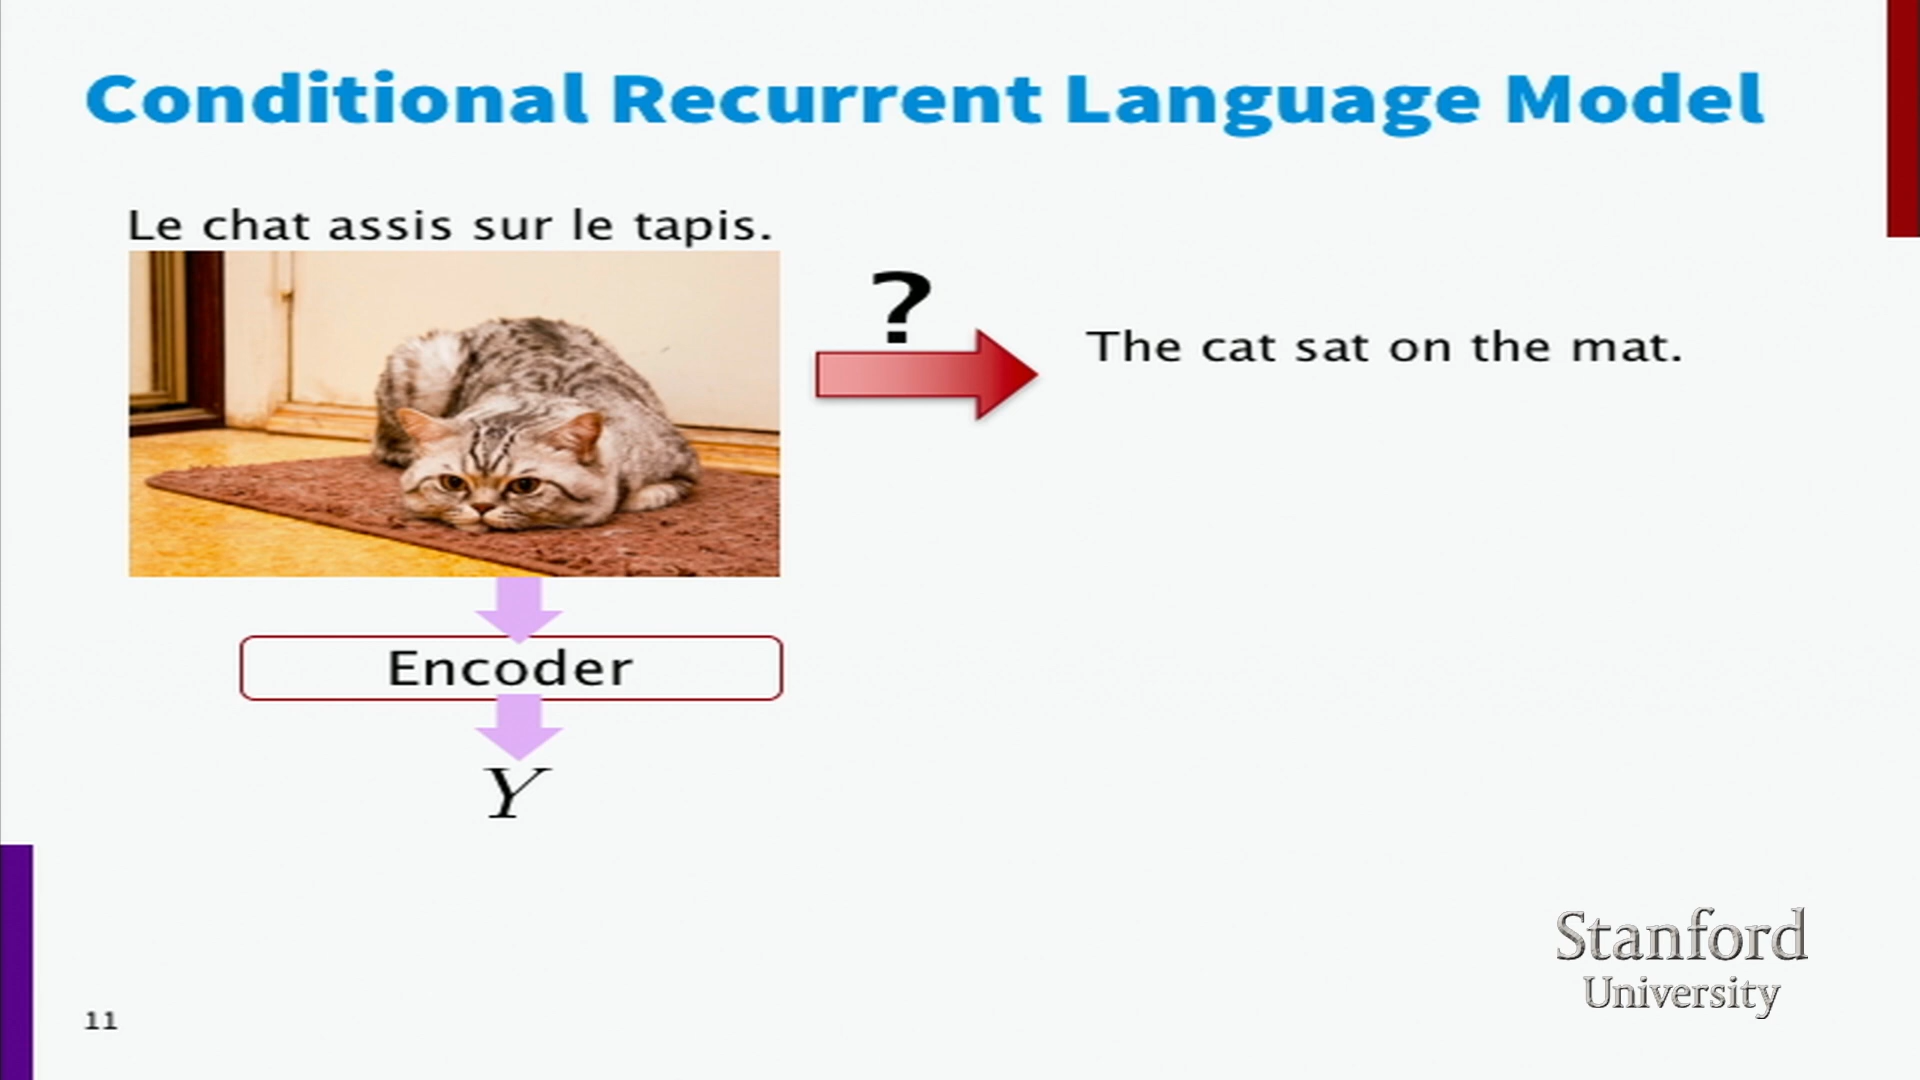 Conditional Recurrent Language Model
Le chat assis sur le tapis.
?
The cat sat on the mat.
Encoder
Y
Stanford
University
11